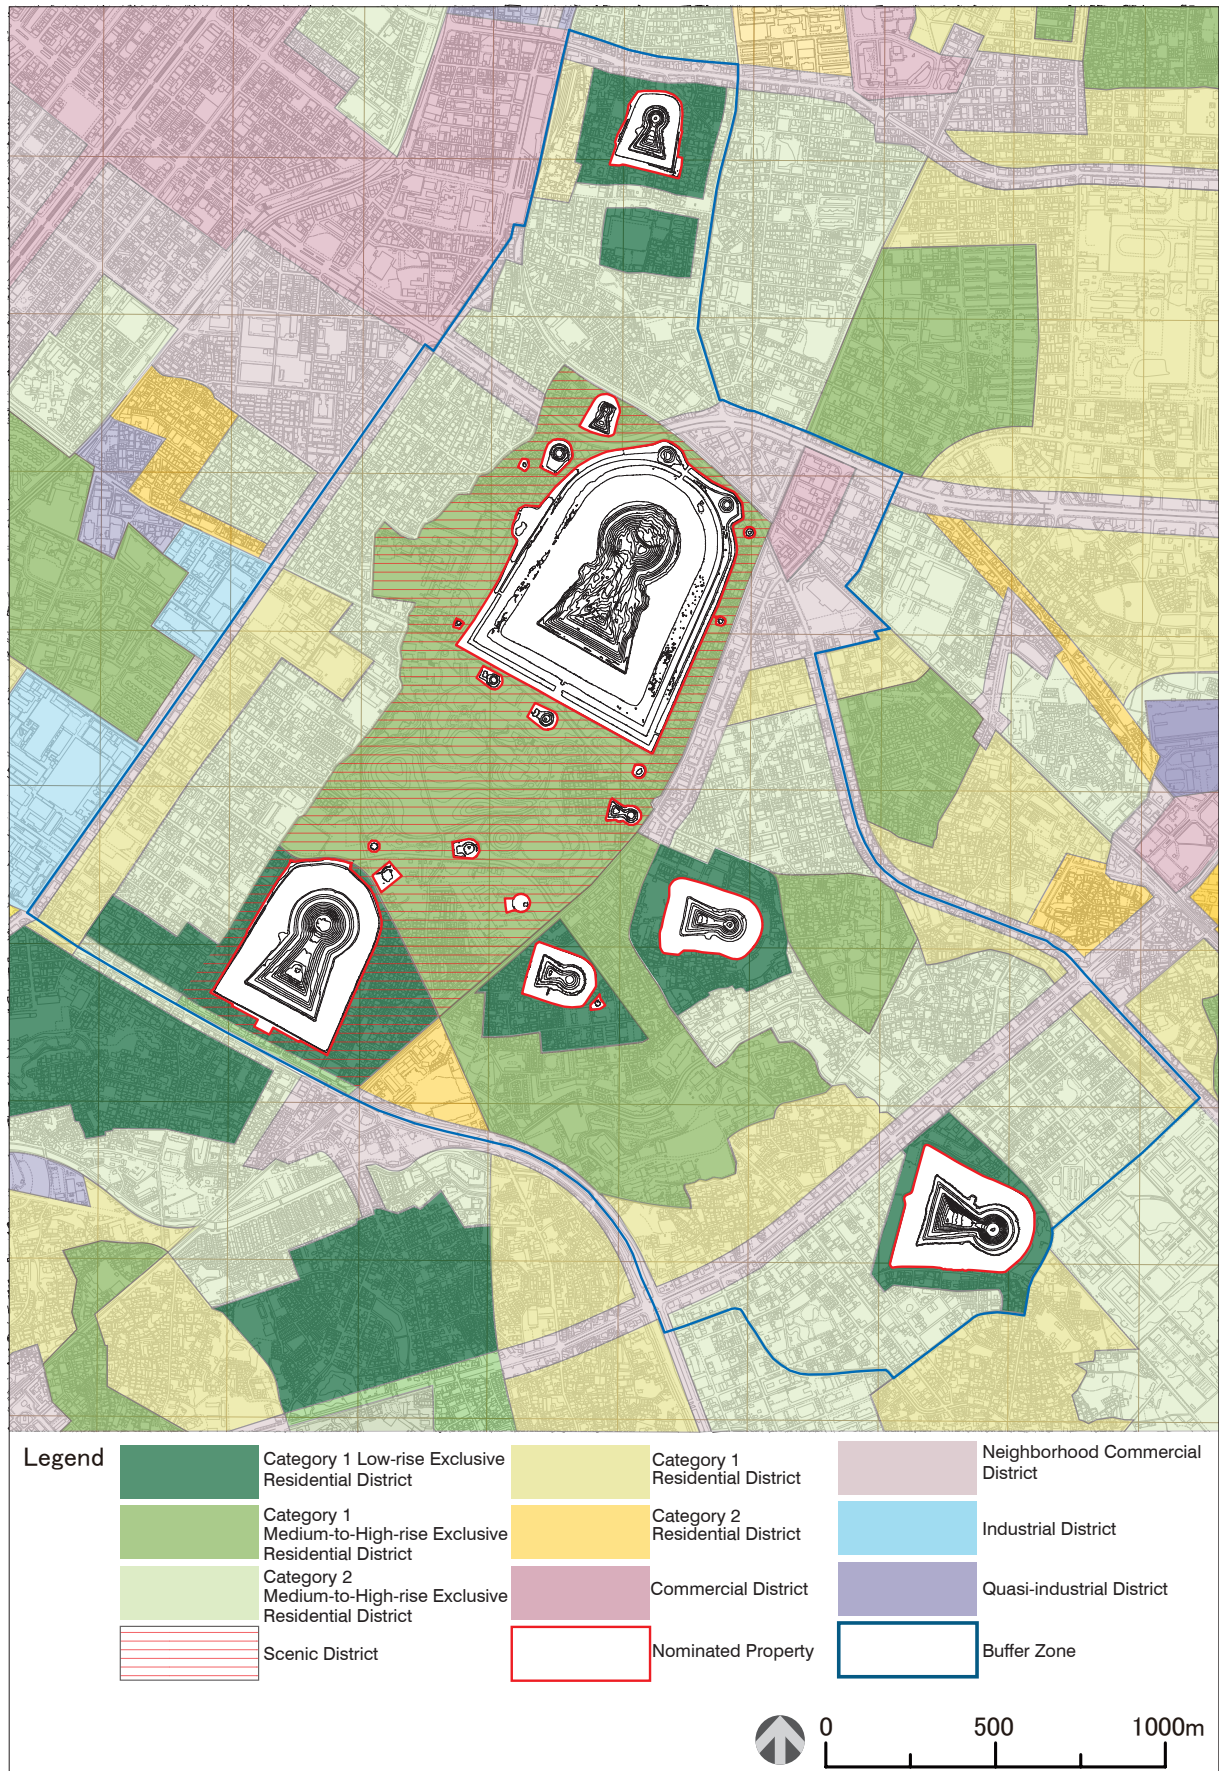 Legend
Category 1 Low-rise Exclusive
Residential District
Category 1
Medium-to-High-rise Exclusive
Residential District
Category 2
Medium-to-High-rise Exclusive
Residential District
Scenic District
Category 1
Residential District
Category 2
Residential District
Commercial District
Nominated Property
Neighborhood Commercial
District
Industrial District
Quasi-industrial District
Buffer Zone
0 500 1000m